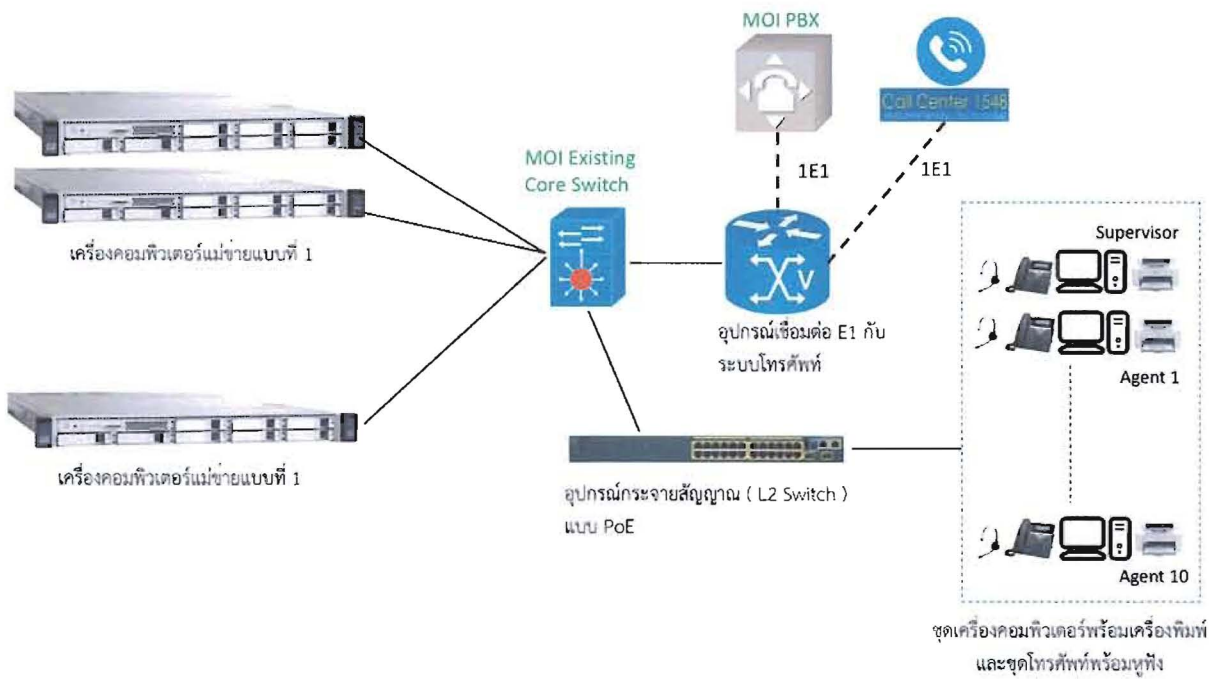 MOI PBX
Call Center 1548
1E1
1E1
MOI Existing
Core Switch
เครื่องคอมพิวเตอร์แม่ข่ายแบบที่ 1
V
อุปกรณ์เชื่อมต่อ E1 กับ
ระบบโทรศัพท์
Supervisor
Agent 1
เครื่องคอมพิวเตอร์แม่ข่ายแบบที่ 1
อุปกรณ์กระจายสัญญาณ ( L2 Switch )
แบบ PoE
Agent 10
ชุดเครื่องคอมพิวเตอร์พร้อมเครื่องพิมพ์
และชุดโทรศัพท์พร้อมหูฟัง